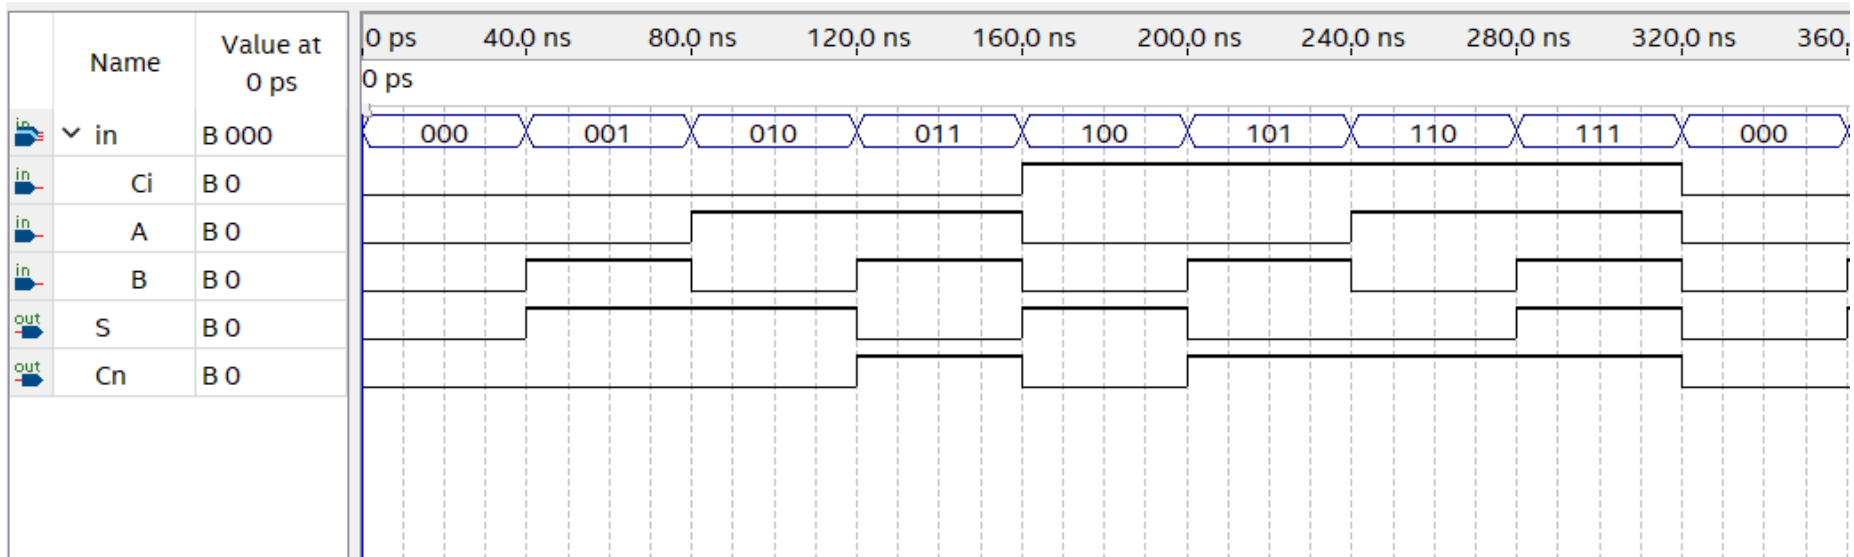 Name
Value at
0 ps
0 ps 40.0 ns 80.0 ns 120.0 ns 160.0 ns 200.0 ns 240.0 ns 280.0 ns 320.0 ns 360.
0 ps
in in B 000 000 001 010 011 100 101 110 111 000
in Ci B 0
in A B 0
in B B 0
out S B 0
out Cn B 0